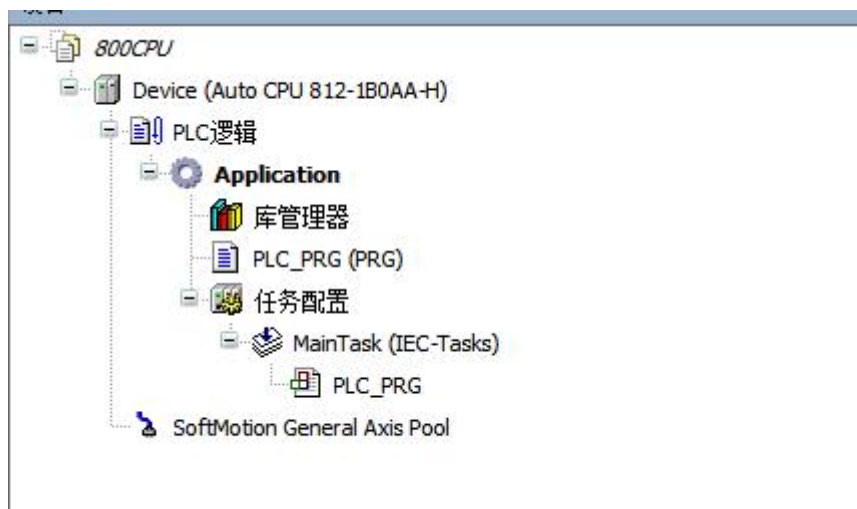 800CPU
Device (Auto CPU 812-1B0AA-H)
PLC逻辑
Application
库管理器
PLC_PRG (PRG)
任务配置
MainTask (IEC-Tasks)
PLC_PRG
SoftMotion General Axis Pool